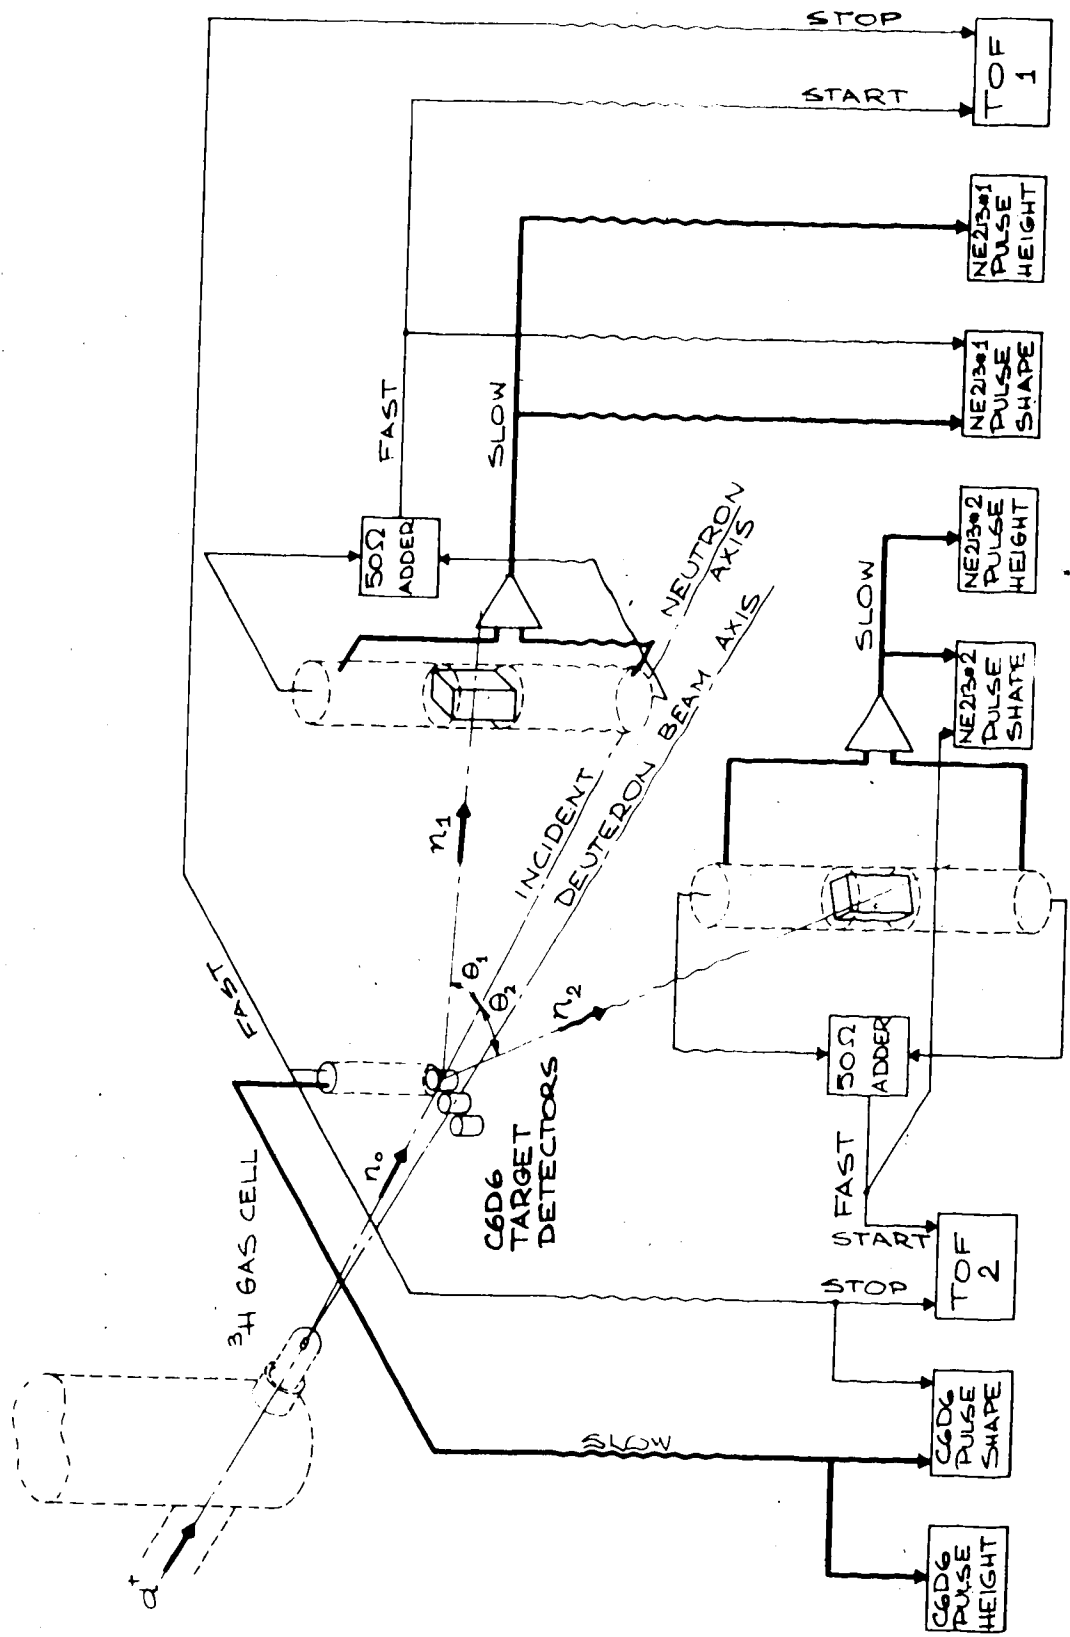 d⁺
³H GAS CELL
n₀
C6D6
TARGET
DETECTORS
FAST
θ₁
θ₂
n₁
n₂
INCIDENT NEUTRON
AXIS
DEUTERON BEAM AXIS
50Ω
ADDER
FAST
SLOW
START
STOP
50Ω
ADDER
FAST
START
STOP
SLOW
SLOW
C6D6
PULSE
HEIGHT
C6D6
PULSE
SHAPE
TOF
2
NE213#2
PULSE
SHAPE
NE213#2
PULSE
HEIGHT
NE213#1
PULSE
SHAPE
NE213#1
PULSE
HEIGHT
TOF
1